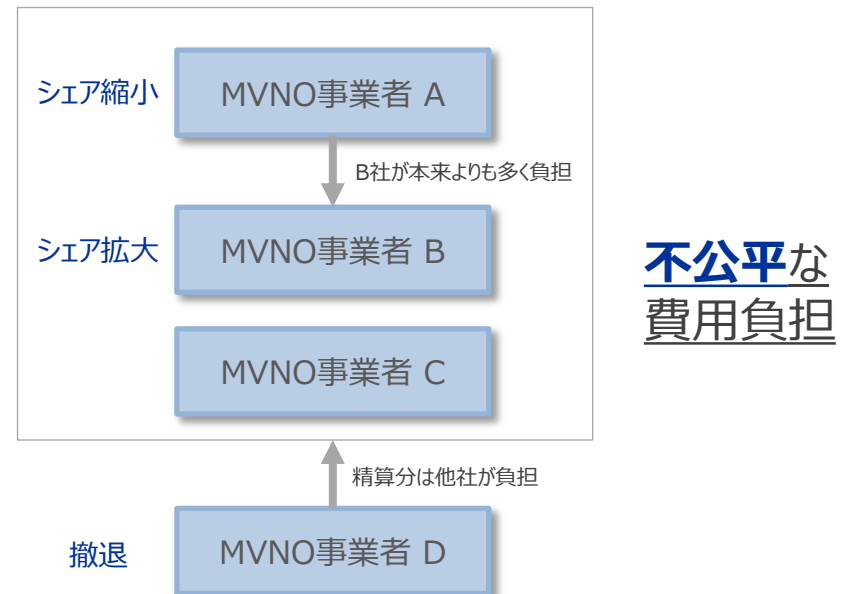 シェア縮小
MVNO事業者 A
B社が本来よりも多く負担
シェア拡大
MVNO事業者 B
不公平な
費用負担
MVNO事業者 C
精算分は他社が負担
撤退
MVNO事業者 D